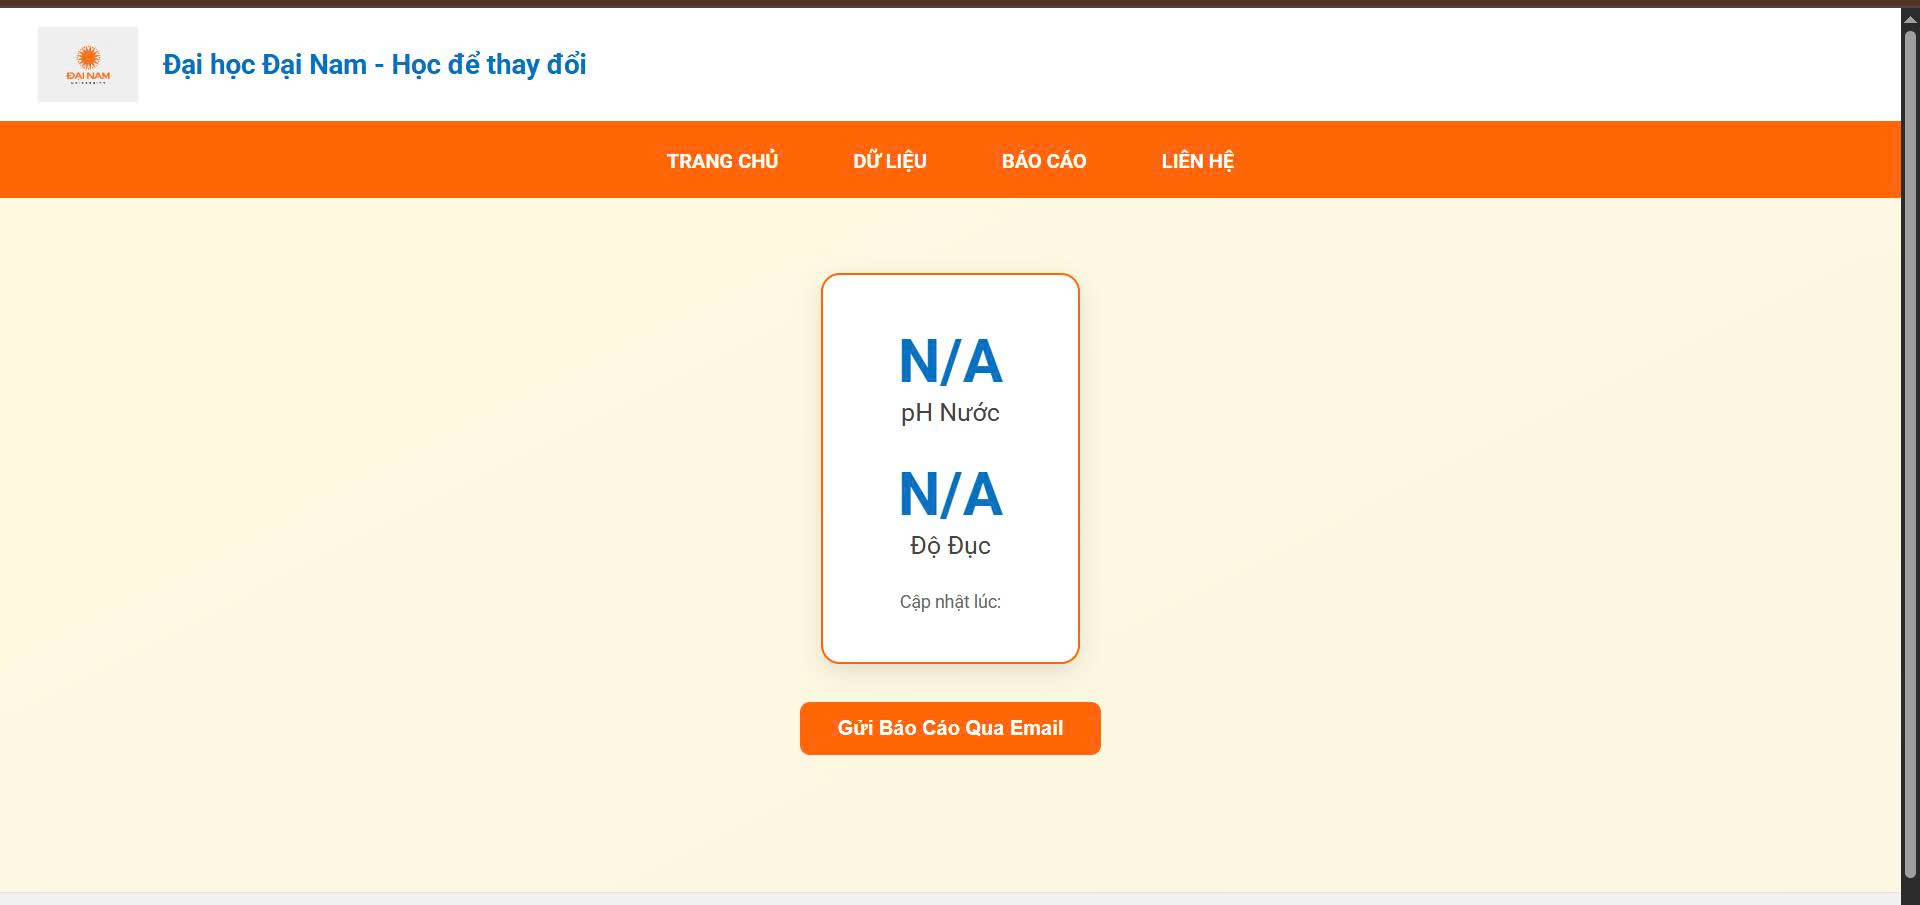 ĐẠI NAM
UNIVERSITY
Đại học Đại Nam - Học để thay đổi
TRANG CHỦ
DỮ LIỆU
BÁO CÁO
LIÊN HỆ
N/A
pH Nước
N/A
Độ Đục
Cập nhật lúc:
Gửi Báo Cáo Qua Email